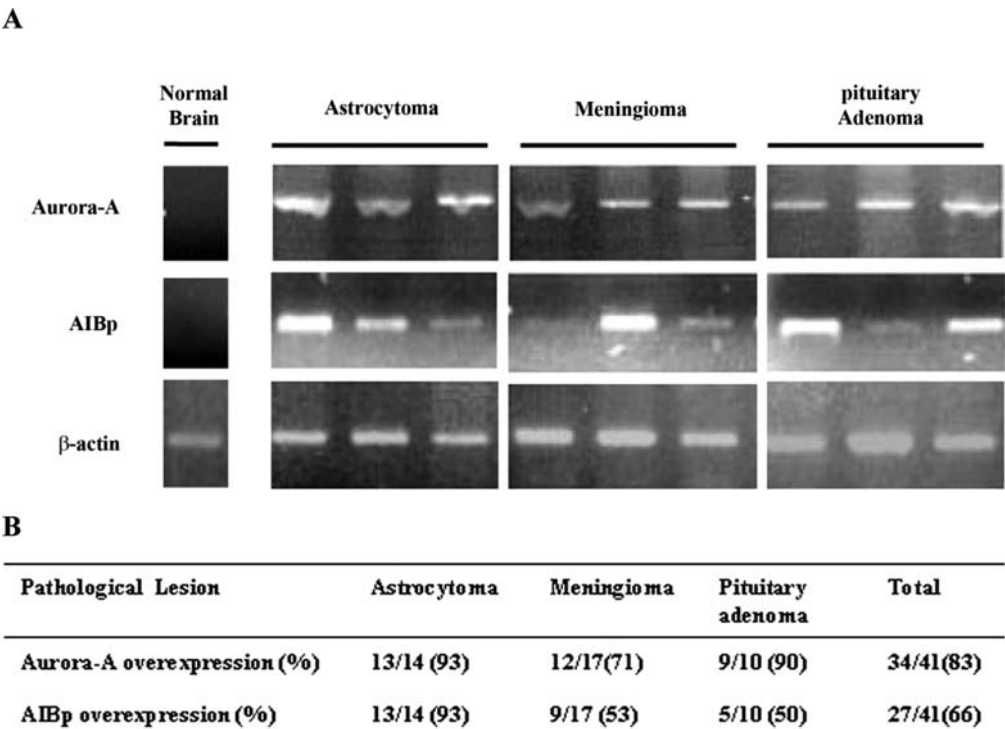 A
Normal Brain
Astrocytoma
Meningioma
pituitary Adenoma
Aurora-A
AIBp
β-actin
B
Pathological Lesion Astrocytoma Meningioma Pituitary adenoma Total
Aurora-A overexpression (%) 13/14 (93) 12/17(71) 9/10 (90) 34/41(83)
AIBp overexpression (%) 13/14 (93) 9/17 (53) 5/10 (50) 27/41(66)